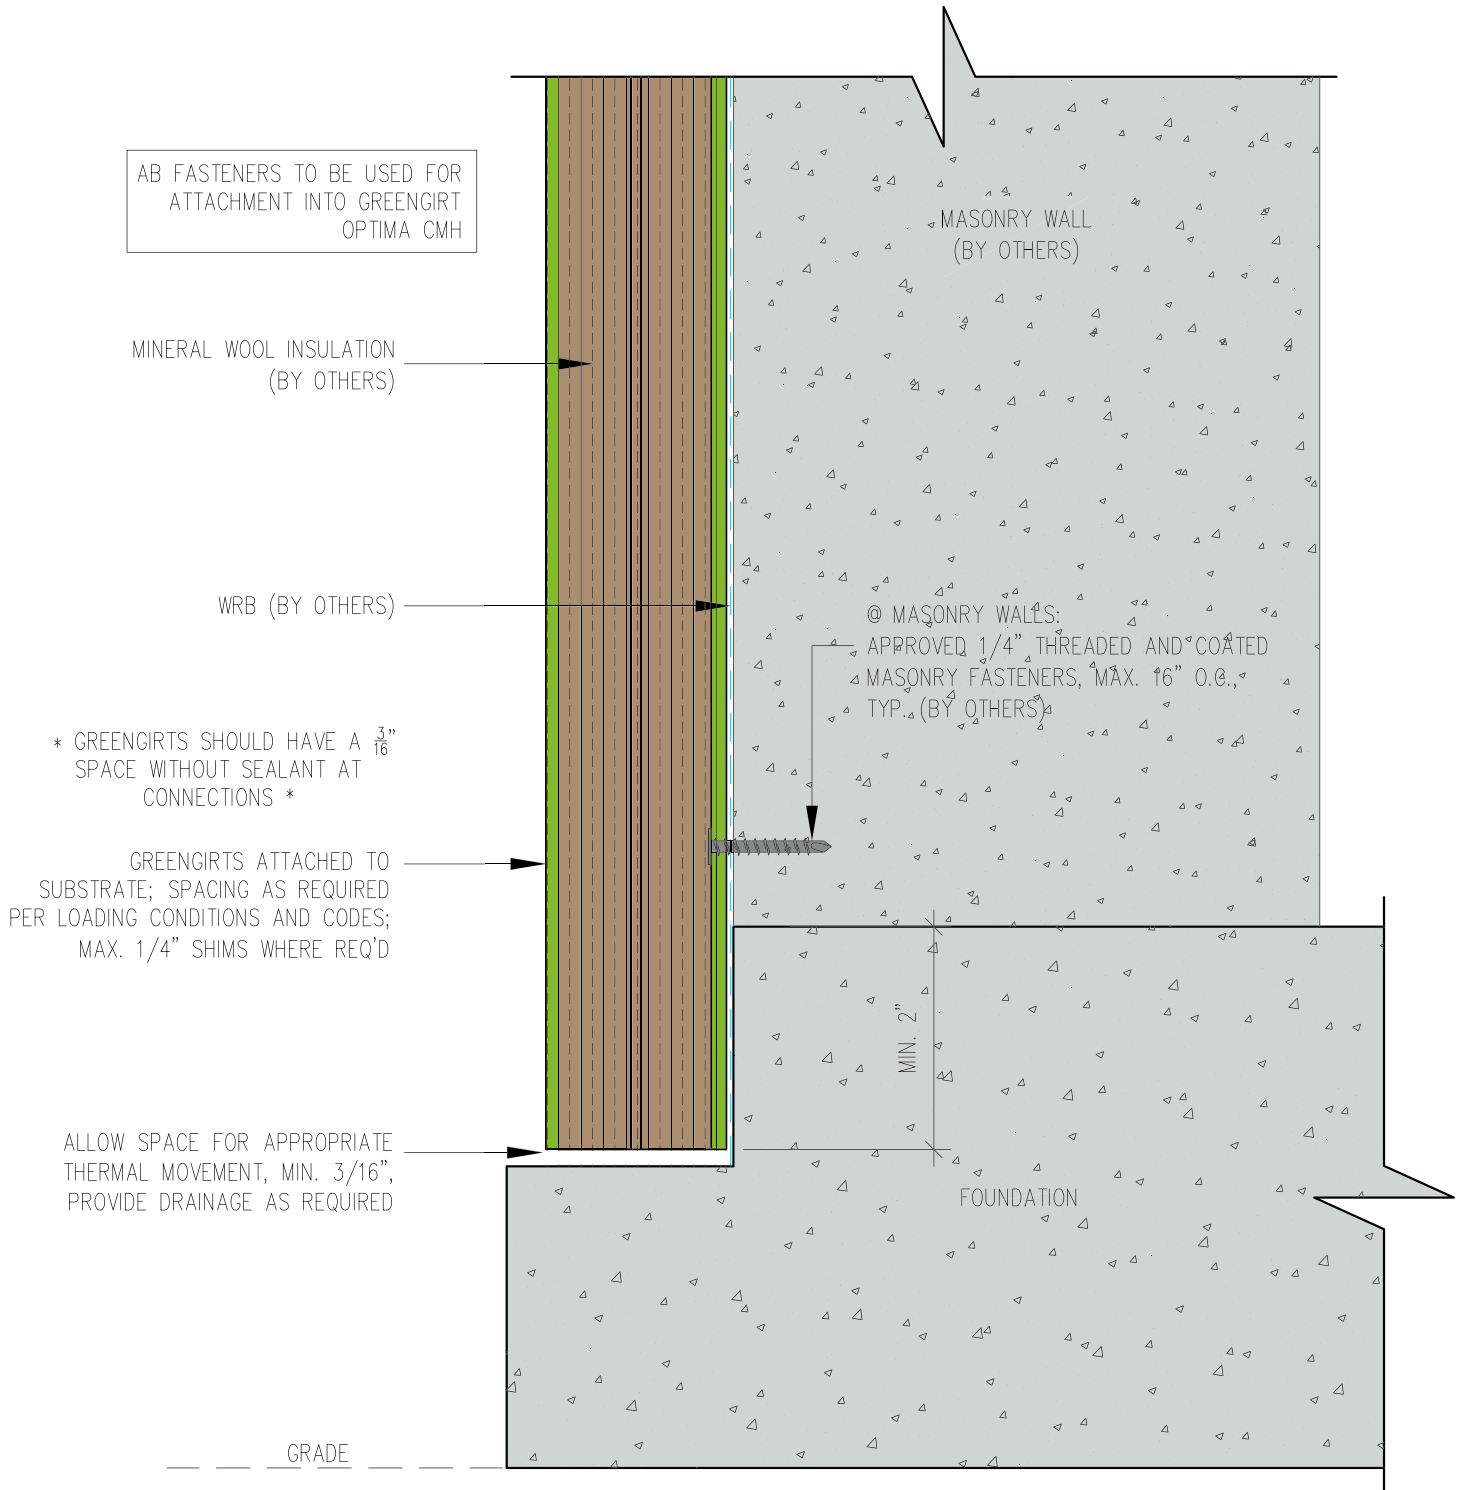 AB FASTENERS TO BE USED FOR
ATTACHMENT INTO GREENGIRT
OPTIMA CMH
MASONRY WALL
(BY OTHERS)
MINERAL WOOL INSULATION
(BY OTHERS)
WRB (BY OTHERS)
@ MASONRY WALLS:
APPROVED 1/4" THREADED AND COATED
MASONRY FASTENERS, MAX. 16" O.C.,
TYP. (BY OTHERS)
* GREENGIRTS SHOULD HAVE A 3/16"
SPACE WITHOUT SEALANT AT
CONNECTIONS *
GREENGIRTS ATTACHED TO
SUBSTRATE; SPACING AS REQUIRED
PER LOADING CONDITIONS AND CODES;
MAX. 1/4" SHIMS WHERE REQ'D
MIN. 2"
ALLOW SPACE FOR APPROPRIATE
THERMAL MOVEMENT, MIN. 3/16",
PROVIDE DRAINAGE AS REQUIRED
FOUNDATION
GRADE